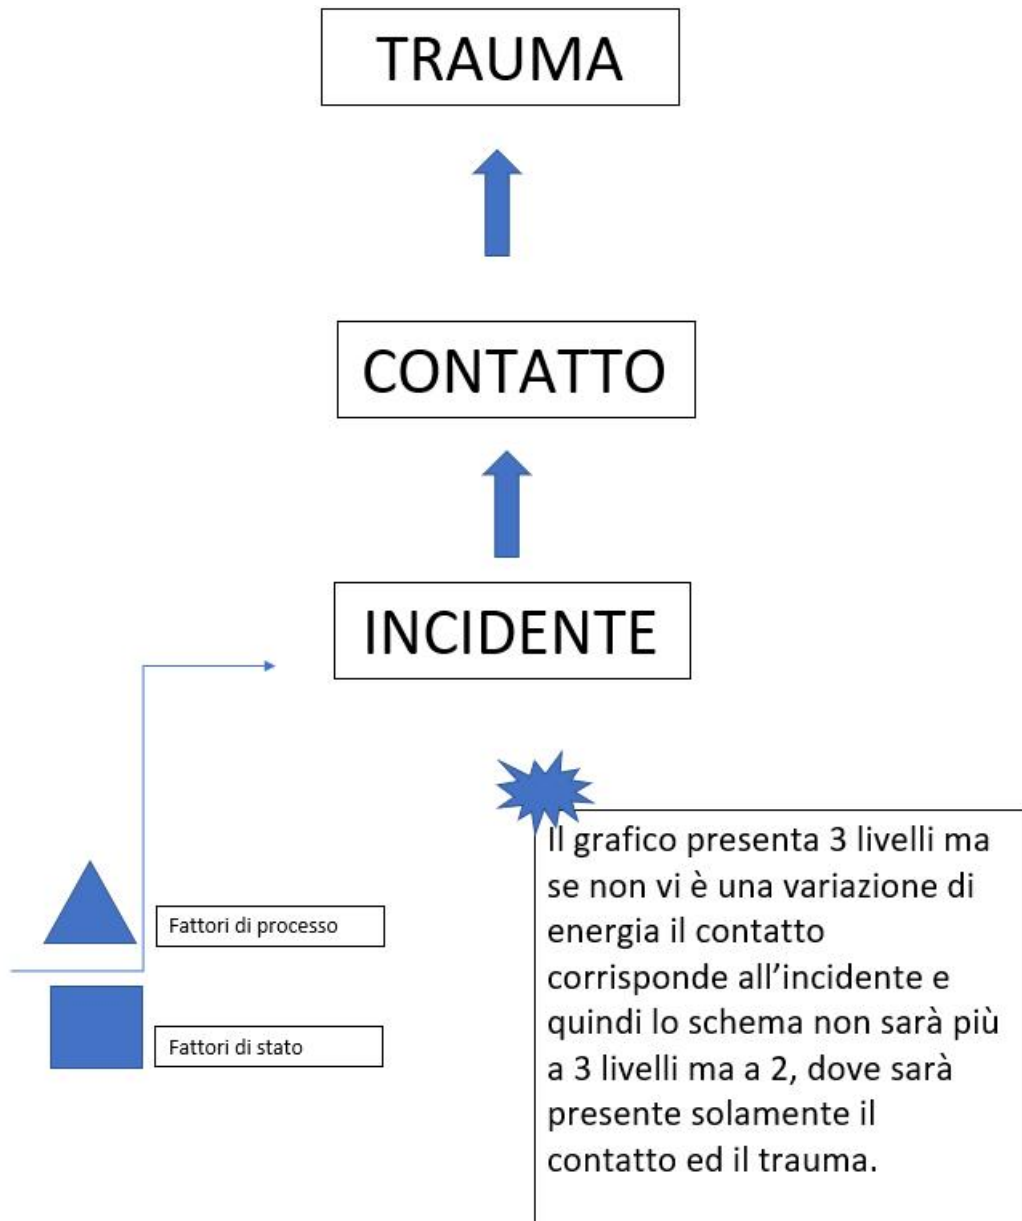 TRAUMA
CONTATTO
INCIDENTE
Fattori di processo
Fattori di stato
Il grafico presenta 3 livelli ma
se non vi è una variazione di
energia il contatto
corrisponde all'incidente e
quindi lo schema non sarà più
a 3 livelli ma a 2, dove sarà
presente solamente il
contatto ed il trauma.